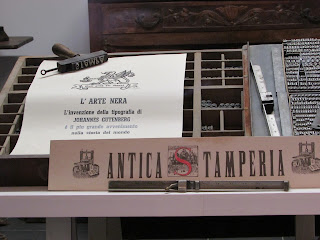 L' ARTE NERA
L'invenzione della tipografia di
JOHANNES GUTENBERG
è il più grande avvenimento
nella storia del mondo
ANTICA STAMPERIA